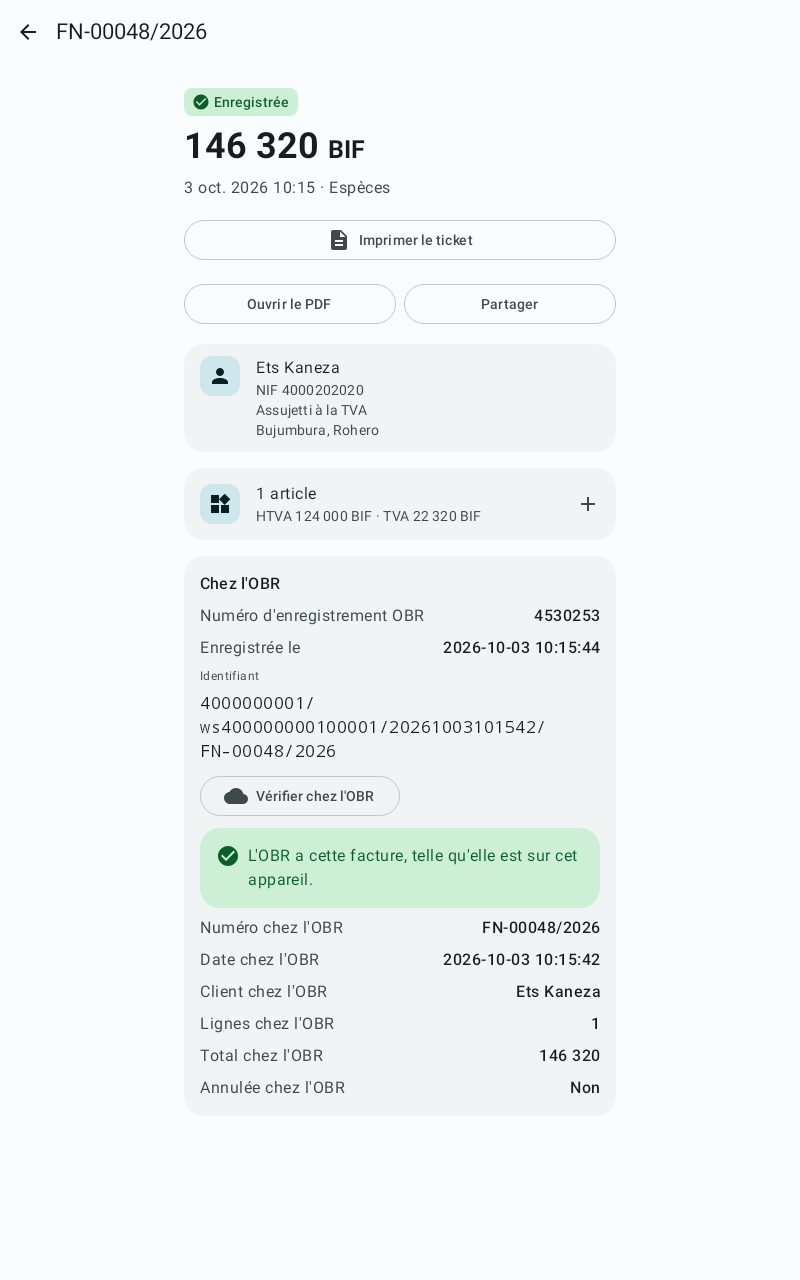 FN-00048/2026
Enregistrée
146 320 BIF
3 oct. 2026 10:15 · Espèces
Imprimer le ticket
Ouvrir le PDF
Partager
Ets Kaneza
NIF 4000202020
Assujetti à la TVA
Bujumbura, Rohero
1 article
HTVA 124 000 BIF · TVA 22 320 BIF
Chez l'OBR
Numéro d'enregistrement OBR 4530253
Enregistrée le 2026-10-03 10:15:44
Identifiant
4000000001/
ws400000000100001/20261003101542/
FN-00048/2026
Vérifier chez l'OBR
L'OBR a cette facture, telle qu'elle est sur cet
appareil.
Numéro chez l'OBR FN-00048/2026
Date chez l'OBR 2026-10-03 10:15:42
Client chez l'OBR Ets Kaneza
Lignes chez l'OBR 1
Total chez l'OBR 146 320
Annulée chez l'OBR Non